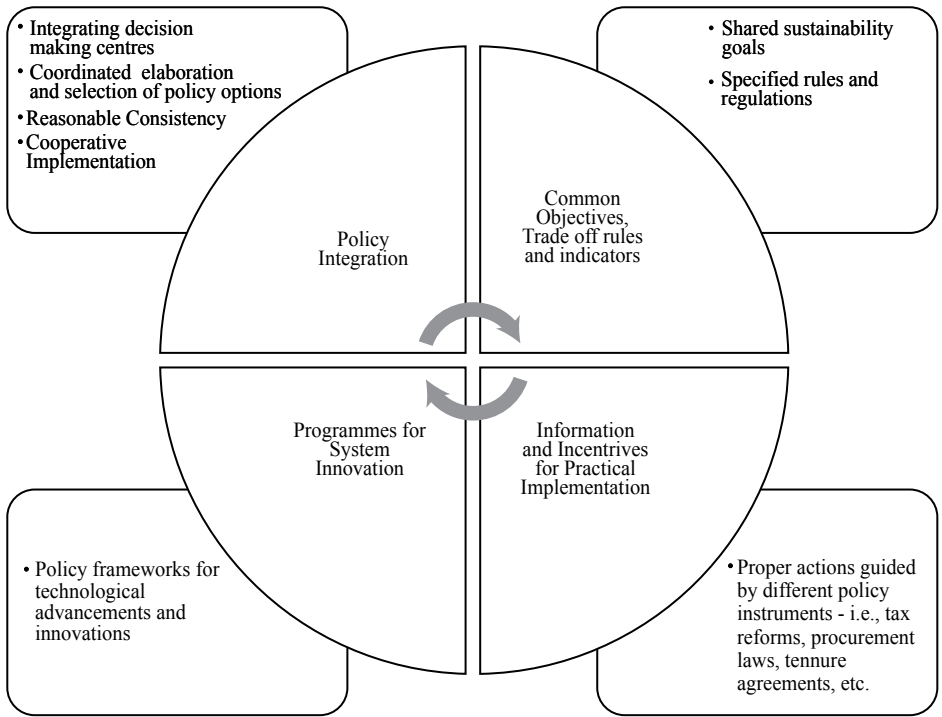 • Integrating decision
making centres
• Coordinated elaboration
and selection of policy options
• Reasonable Consistency
• Cooperative
Implementation
• Shared sustainability
goals
• Specified rules and
regulations
Policy
Integration
Common
Objectives,
Trade off rules
and indicators
Programmes for
System
Innovation
Information
and Incentrives
for Practical
Implementation
• Policy frameworks for
technological
advancements and
innovations
• Proper actions guided
by different policy
instruments - i.e., tax
reforms, procurement
laws, tennure
agreements, etc.